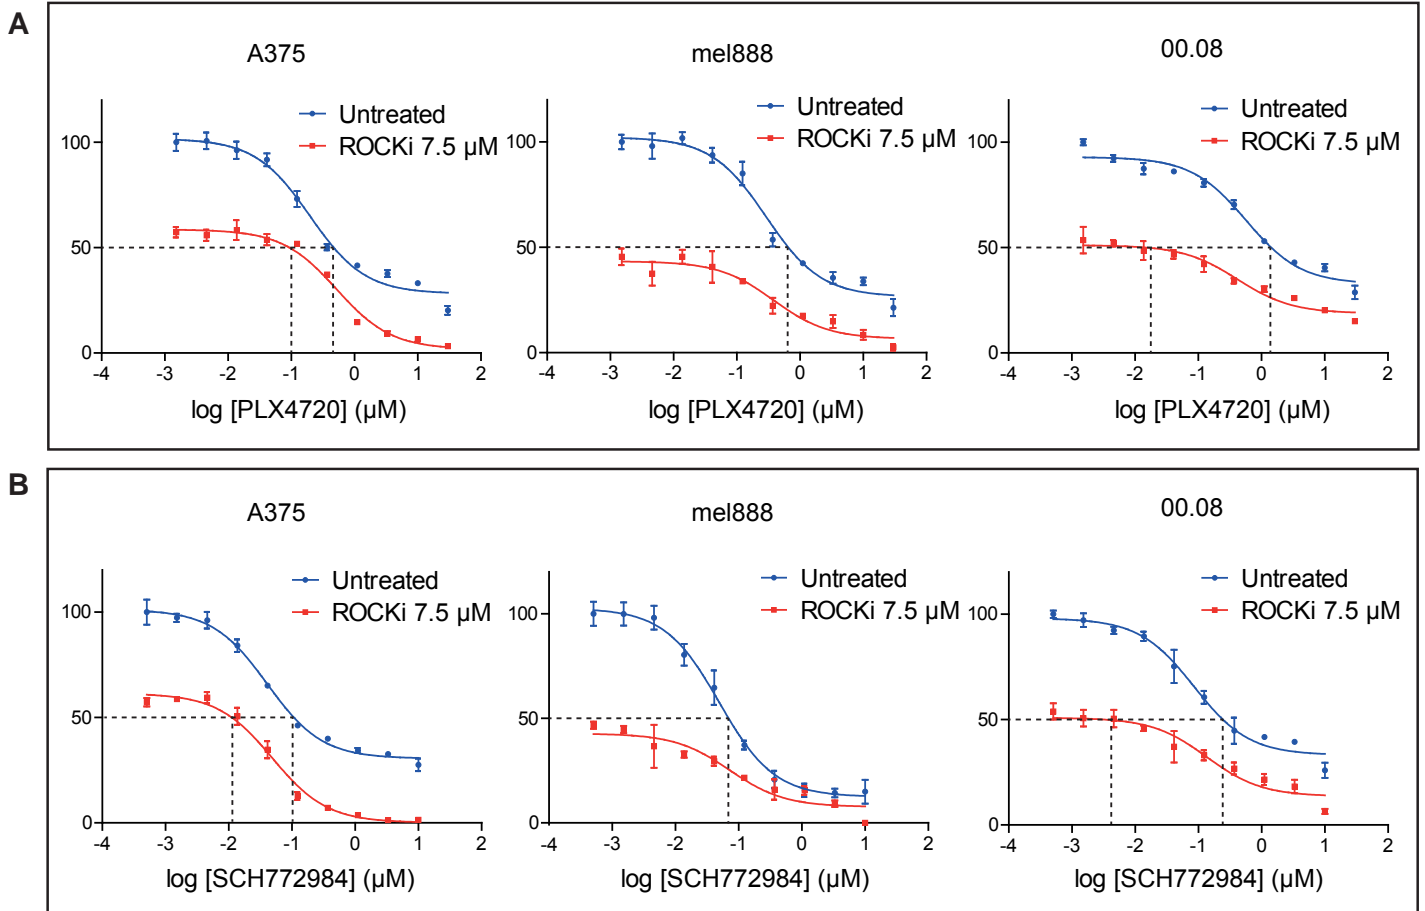 A
A375
mel888
00.08
Untreated
ROCKi 7.5 µM
Untreated
ROCKi 7.5 µM
Untreated
ROCKi 7.5 µM
100
50
0
-4 -3 -2 -1 0 1 2
log [PLX4720] (µM)
100
50
0
-4 -3 -2 -1 0 1 2
log [PLX4720] (µM)
100
50
0
-4 -3 -2 -1 0 1 2
log [PLX4720] (µM)
B
A375
mel888
00.08
Untreated
ROCKi 7.5 µM
Untreated
ROCKi 7.5 µM
Untreated
ROCKi 7.5 µM
100
50
0
-4 -3 -2 -1 0 1 2
log [SCH772984] (µM)
100
50
0
-4 -3 -2 -1 0 1 2
log [SCH772984] (µM)
100
50
0
-4 -3 -2 -1 0 1 2
log [SCH772984] (µM)